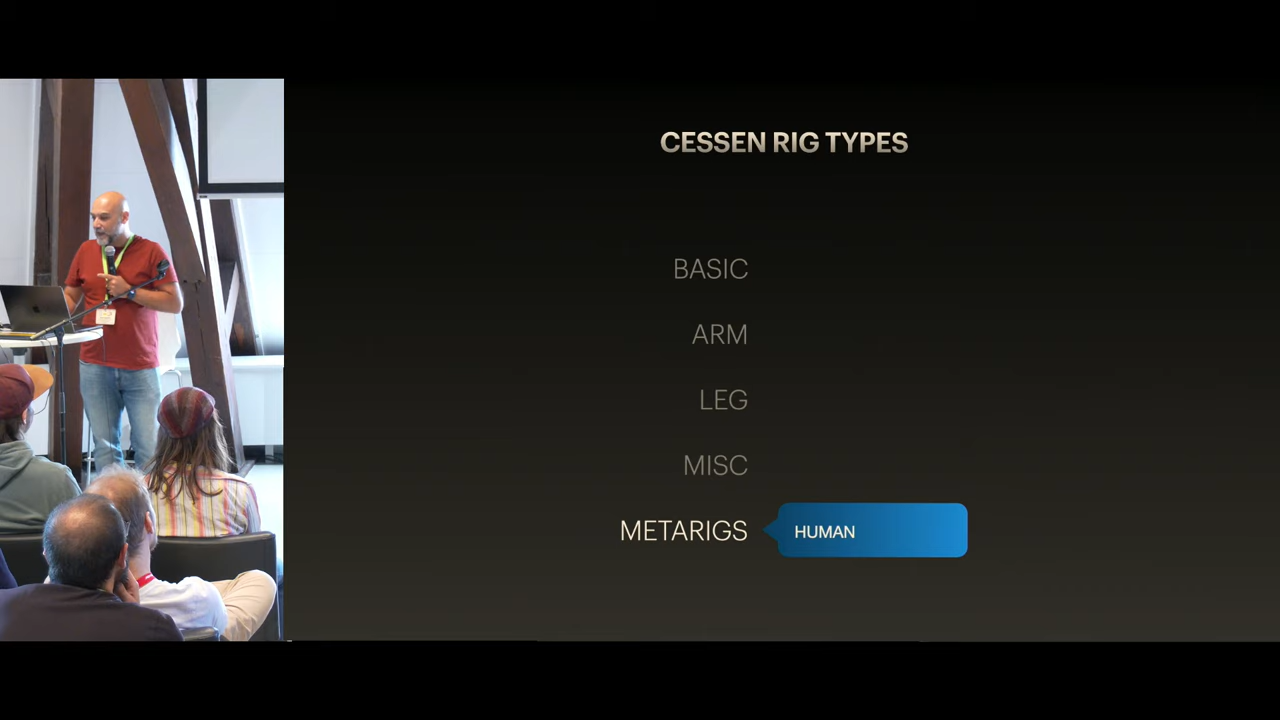 CESSEN RIG TYPES
BASIC
ARM
LEG
MISC
METARIGS
HUMAN